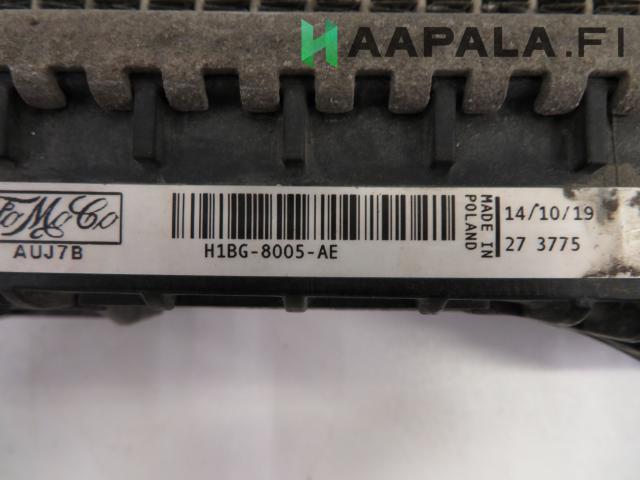 HAAPALA.FI
FoMoCo
AUJ7B
H1BG-8005-AE
MADE IN
POLAND
14/10/19
27 3775